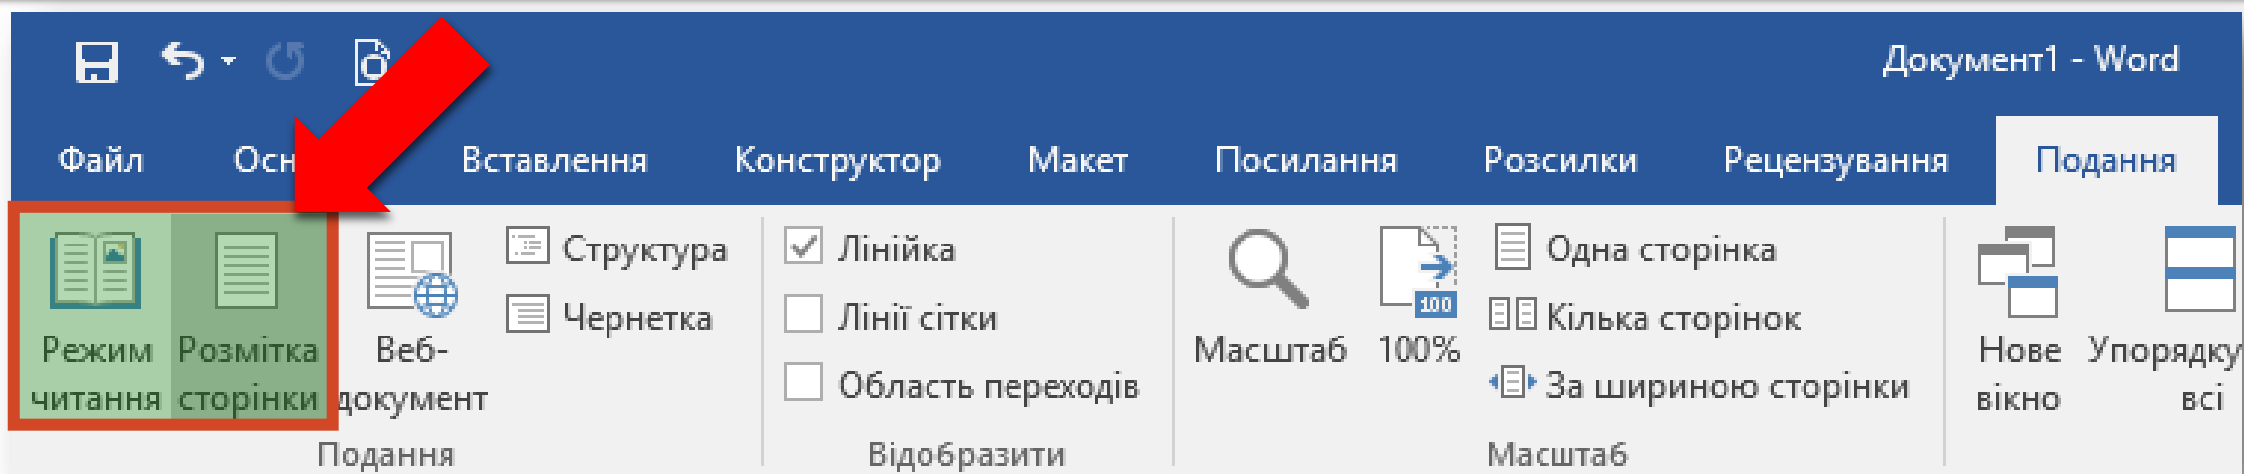 Документ1 - Word
Файл Вставлення Конструктор Макет Посилання Розсилки Рецензування Подання
Режим читання
Розмітка сторінки
Веб-
документ
Структура
Чернетка
Подання
Лінійка
Лінії сітки
Область переходів
Відобразити
Масштаб
100%
100
Одна сторінка
Кілька сторінок
За шириною сторінки
Масштаб
Нове
вікно
всі